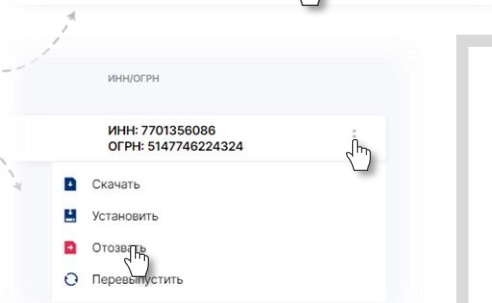 ИНН/ОГРН
ИНН: 7701356086
ОГРН: 5147746224324
Скачать
Установить
Отозвать
Перевыпустить